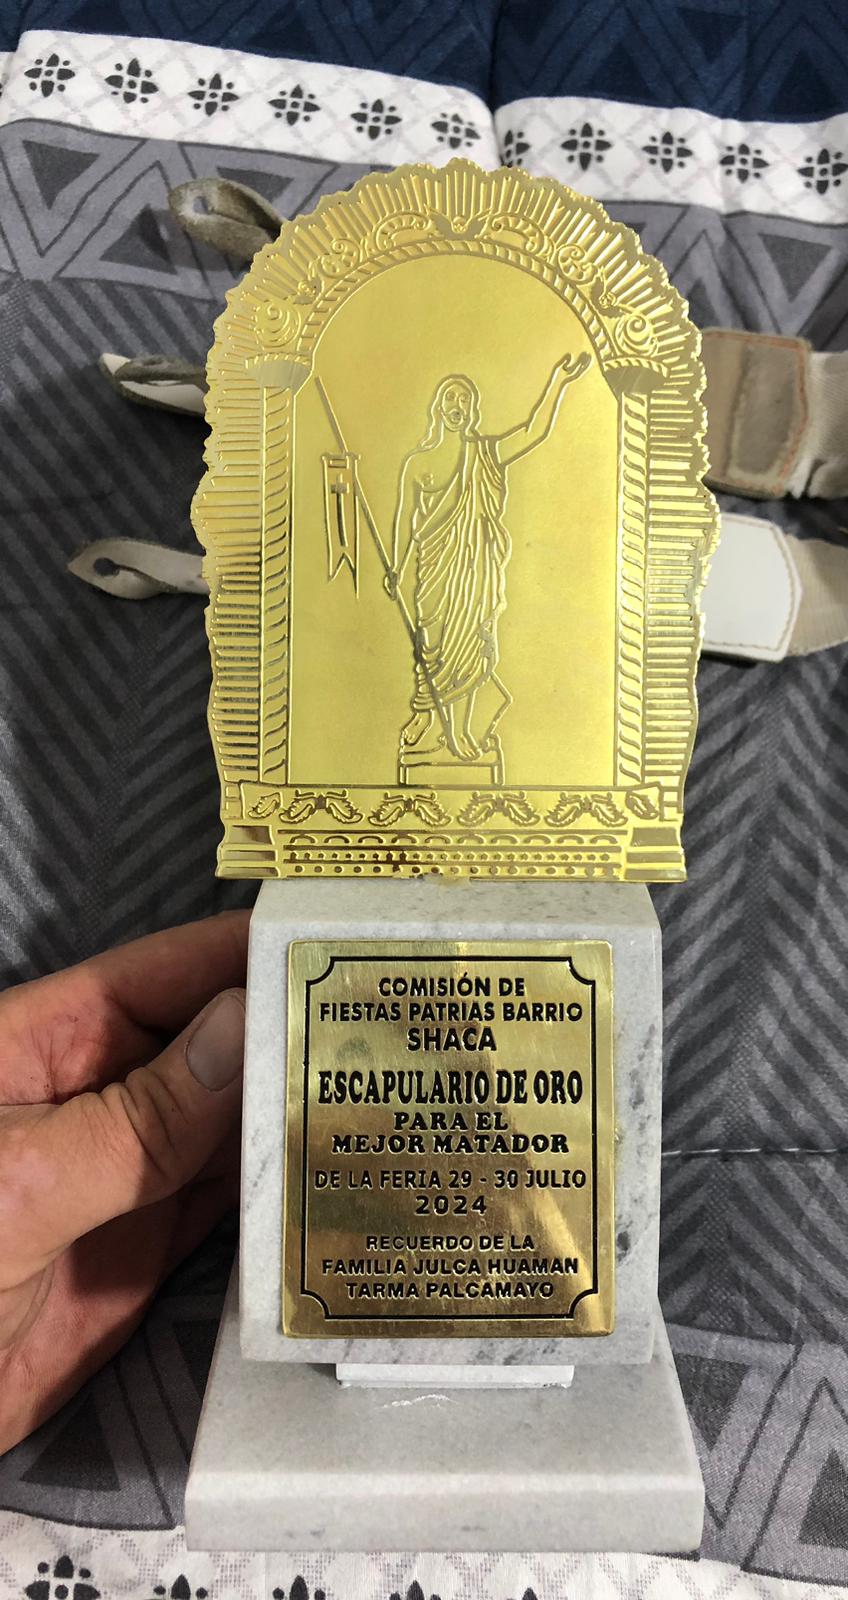 COMISIÓN DE
FIESTAS PATRIAS BARRIO
SHACA
ESCAPULARIO DE ORO
PARA EL
MEJOR MATADOR
DE LA FERIA 29 - 30 JULIO
2024
RECUERDO DE LA
FAMILIA JULCA HUAMAN
TARMA PALCAMAYO